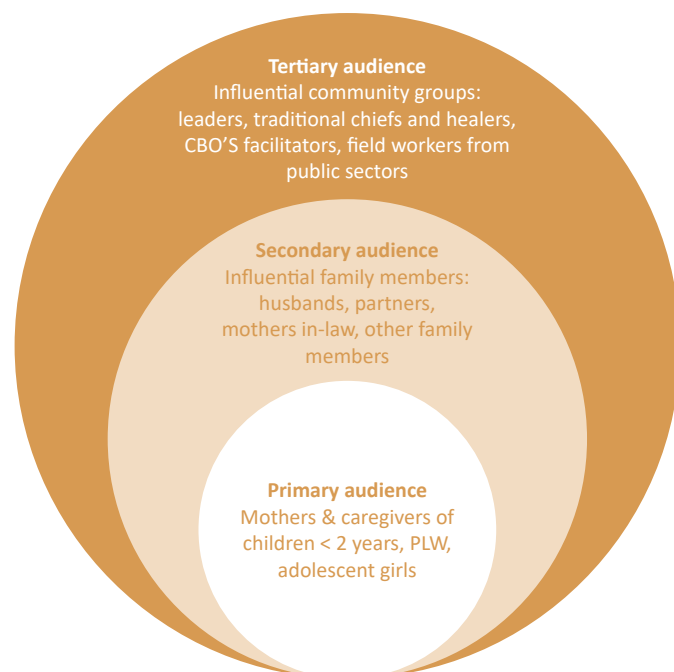 Tertiary audience
Influential community groups:
leaders, traditional chiefs and healers,
CBO’S facilitators, field workers from
public sectors
Secondary audience
Influential family members:
husbands, partners,
mothers in-law, other family
members
Primary audience
Mothers & caregivers of
children < 2 years, PLW,
adolescent girls